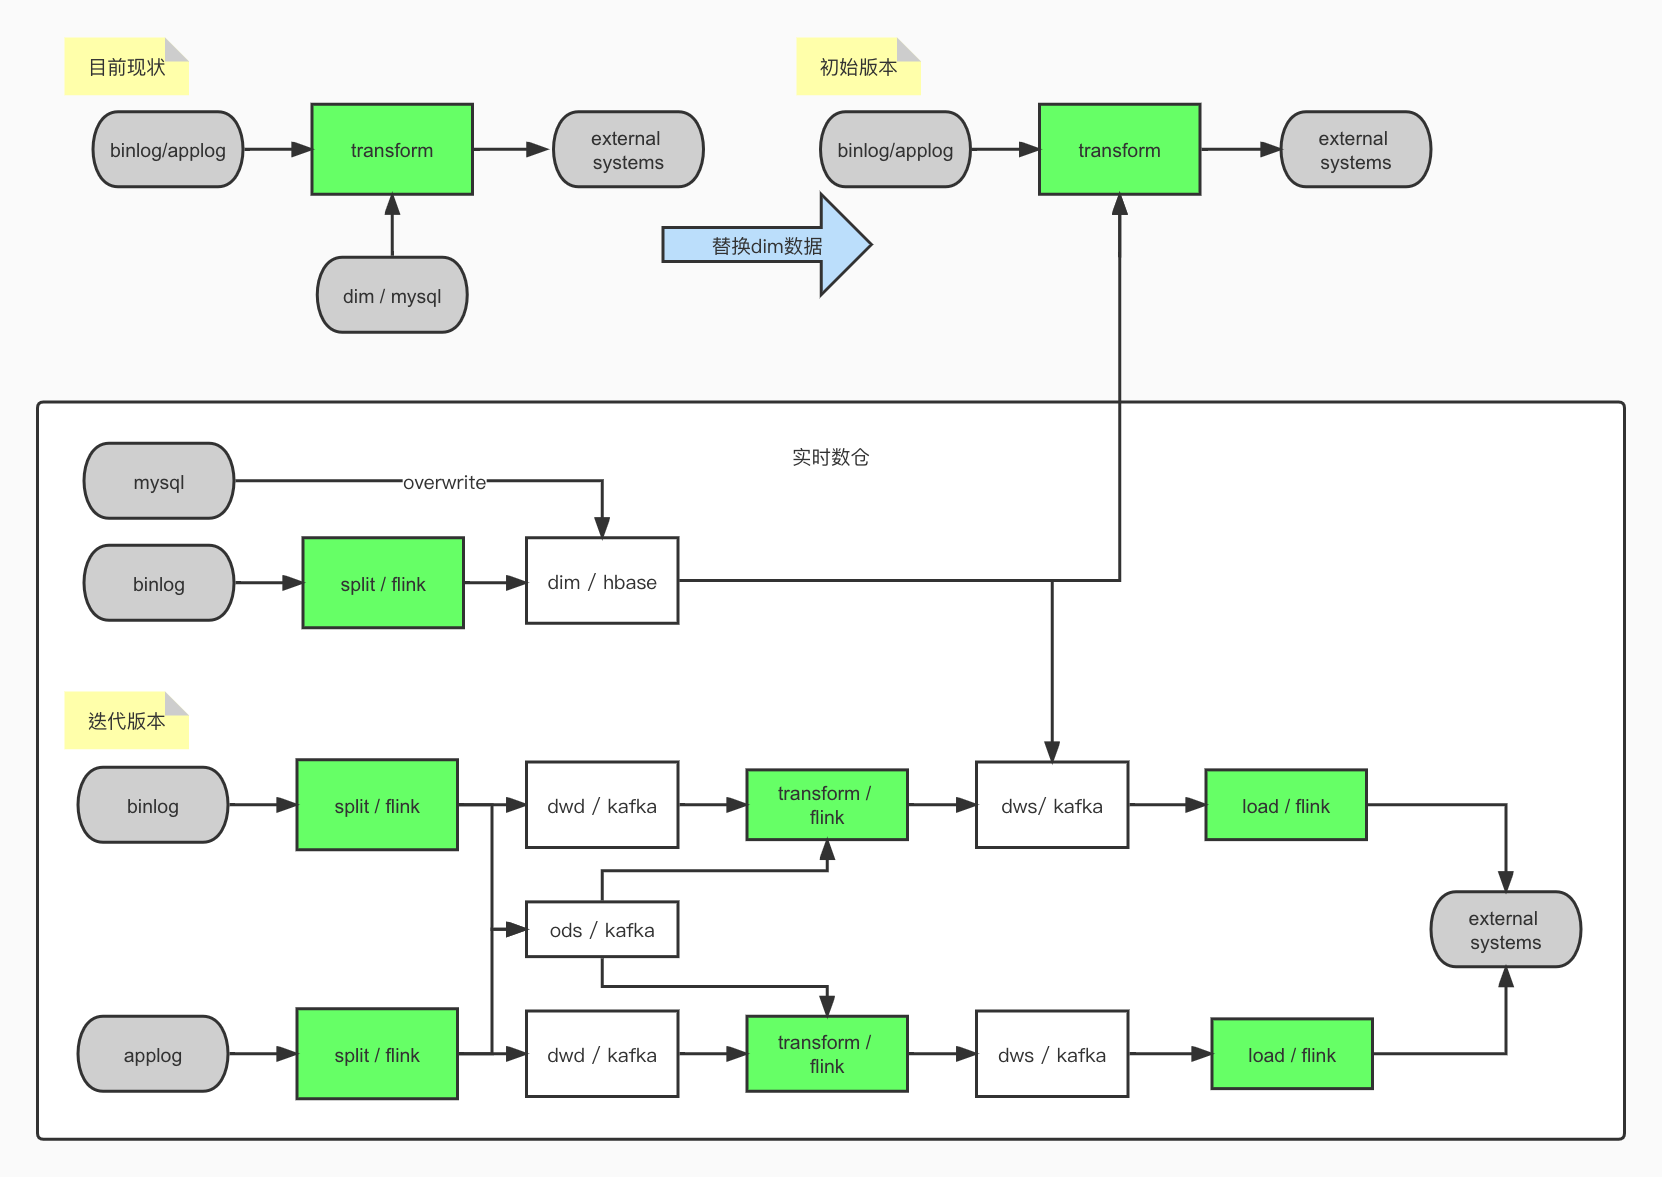 目前现状
初始版本
binlog/applog
transform
external
systems
binlog/applog
transform
external
systems
替换dim数据
dim / mysql
实时数仓
mysql
overwrite
binlog
split / flink
dim / hbase
迭代版本
binlog
split / flink
dwd / kafka
transform /
flink
dws/ kafka
load / flink
ods / kafka
external
systems
applog
split / flink
dwd / kafka
transform /
flink
dws / kafka
load / flink